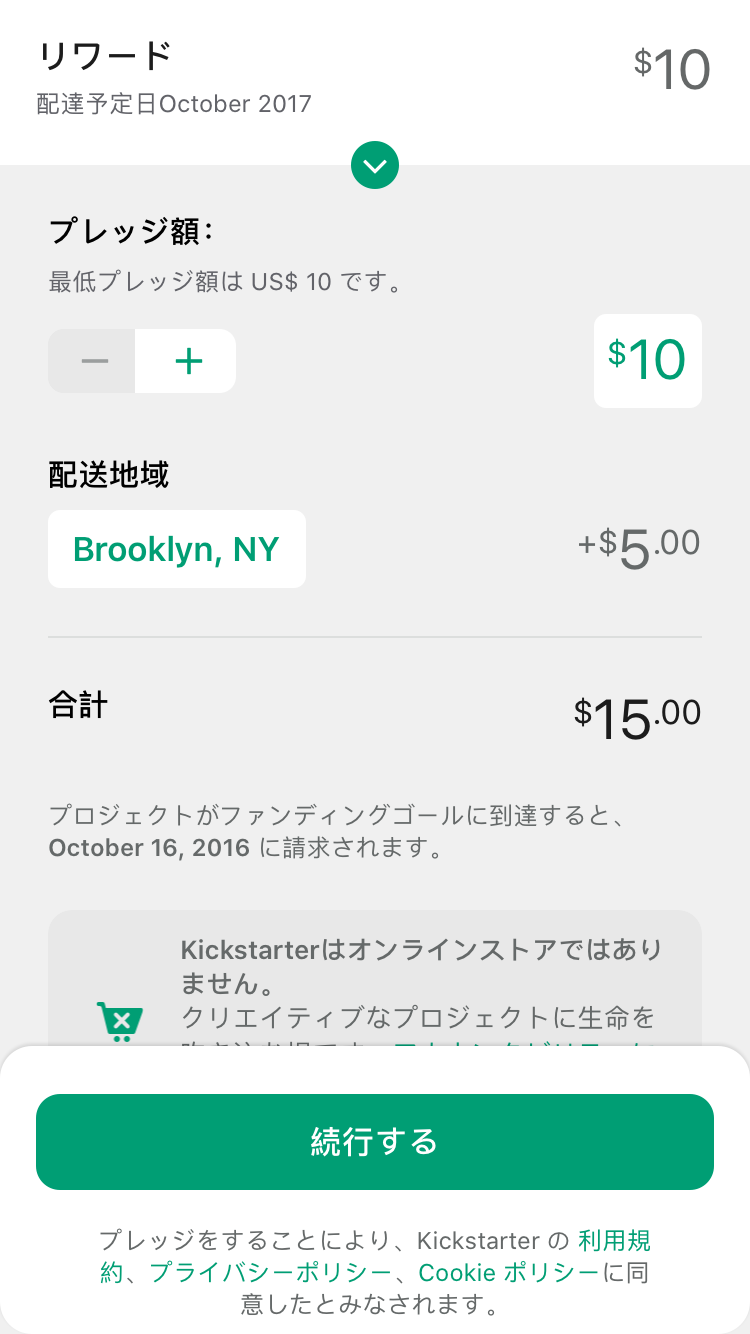 リワード
$10
配達予定日October 2017
プレッジ額：
最低プレッジ額は US$ 10 です。
$10
配送地域
Brooklyn, NY
+$5.00
合計
$15.00
プロジェクトがファンディングゴールに到達すると、
October 16, 2016 に請求されます。
Kickstarterはオンラインストアではあり
ません。
クリエイティブなプロジェクトに生命を
続行する
プレッジをすることにより、Kickstarter の 利用規
約、プライバシーポリシー、Cookie ポリシーに同
意したとみなされます。